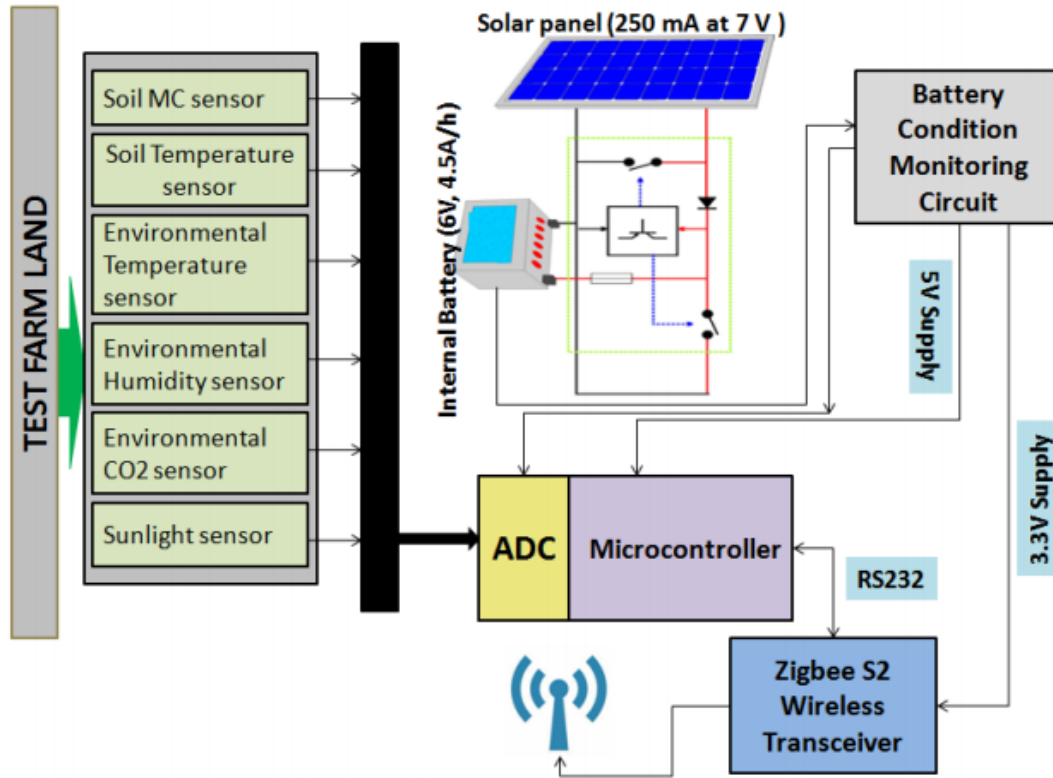 TEST FARM LAND
Soil MC sensor
Soil Temperature
sensor
Environmental
Temperature
sensor
Environmental
Humidity sensor
Environmental
CO2 sensor
Sunlight sensor
Solar panel (250 mA at 7 V )
Internal Battery (6V, 4.5A/h)
Battery
Condition
Monitoring
Circuit
5V Supply
3.3V Supply
ADC
Microcontroller
RS232
Zigbee S2
Wireless
Transceiver